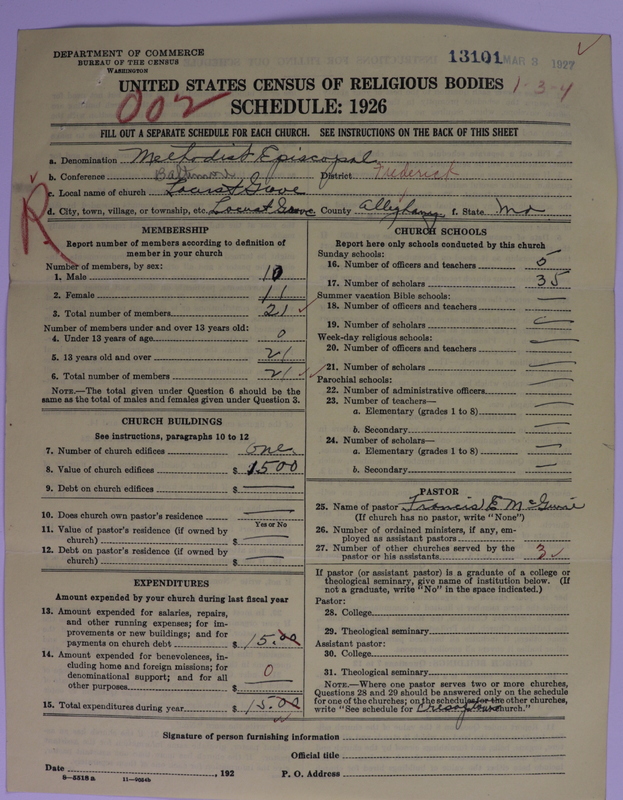 DEPARTMENT OF COMMERCE
BUREAU OF THE CENSUS
WASHINGTON
13101 MAR 3 1927
UNITED STATES CENSUS OF RELIGIOUS BODIES 1-3-4
002
SCHEDULE: 1926
FILL OUT A SEPARATE SCHEDULE FOR EACH CHURCH. SEE INSTRUCTIONS ON THE BACK OF THIS SHEET
a. Denomination Methodist Episcopal
b. Conference Baltimore District Frederick
c. Local name of church Locust Grove
d. City, town, village, or township, etc. Locust Grove County Alleghany f. State Md
R
MEMBERSHIP
Report number of members according to definition of
member in your church
Number of members, by sex:
1. Male 10
2. Female 11
3. Total number of members 21
Number of members under and over 13 years old:
4. Under 13 years of age 0
5. 13 years old and over 21
6. Total number of members 21
NOTE.—The total given under Question 6 should be
same as the total of males and females given under Question 3.
CHURCH BUILDINGS
See instructions, paragraphs 10 to 12
7. Number of church edifices one
8. Value of church edifices $ 1500
9. Debt on church edifices $ —
10. Does church own pastor's residence —
Yes or No
11. Value of pastor's residence (if owned by
church) $ —
12. Debt on pastor's residence (if owned by
church) $ —
EXPENDITURES
Amount expended by your church during last fiscal year
13. Amount expended for salaries, repairs,
and other running expenses; for im-
provements or new buildings; and for
payments on church debt $ 15.00
14. Amount expended for benevolences, in-
cluding home and foreign missions; for
denominational support; and for all
other purposes $ 0
15. Total expenditures during year $ 15.00
CHURCH SCHOOLS
Report here only schools conducted by this church
Sunday schools:
16. Number of officers and teachers 5
17. Number of scholars 35
Summer vacation Bible schools:
18. Number of officers and teachers —
19. Number of scholars —
Week-day religious schools:
20. Number of officers and teachers —
21. Number of scholars —
Parochial schools:
22. Number of administrative officers —
23. Number of teachers—
a. Elementary (grades 1 to 8) —
b. Secondary —
24. Number of scholars—
a. Elementary (grades 1 to 8) —
b. Secondary —
PASTOR
25. Name of pastor Francis E
(If church has no pastor, write "None")
26. Number of ordained ministers, if any, em-
ployed as assistant pastors
27. Number of other churches served by the
pastor or his assistants 3
If pastor (or assistant pastor) is a graduate of a college or
theological seminary, give name of institution below. (If
not a graduate, write "No" in the space indicated.)
Pastor:
28. College
29. Theological seminary
Assistant pastor:
30. College
31. Theological seminary
NOTE.—Where one pastor serves two or more churches,
Questions 28 and 29 should be answered only on the schedule
for one of the churches; on the schedules for the other churches,
write "See schedule for church."
Signature of person furnishing information
Official title
Date , 192 P. O. Address
8—5518 a 11—9054b